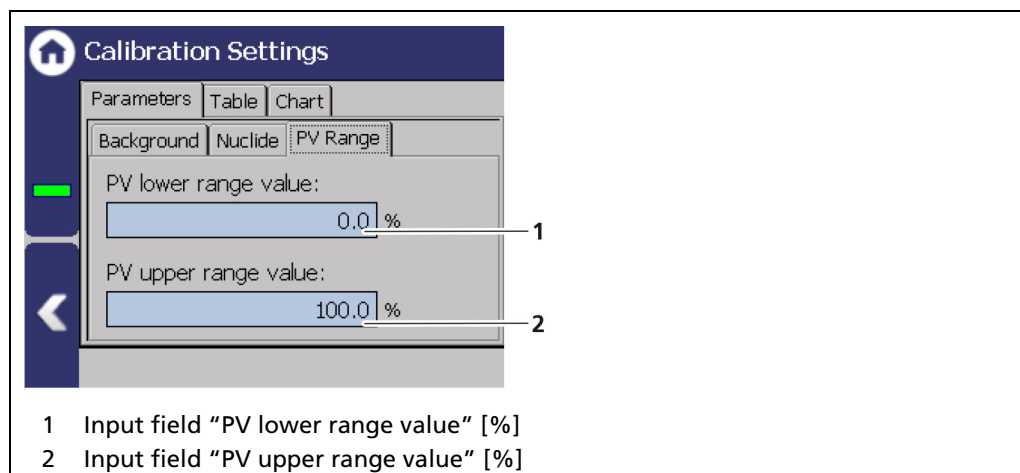 Calibration Settings
Parameters Table Chart
Background Nuclide PV Range
PV lower range value:
0.0 %
1
PV upper range value:
100.0 %
2
1 Input field “PV lower range value” [%]
2 Input field “PV upper range value” [%]